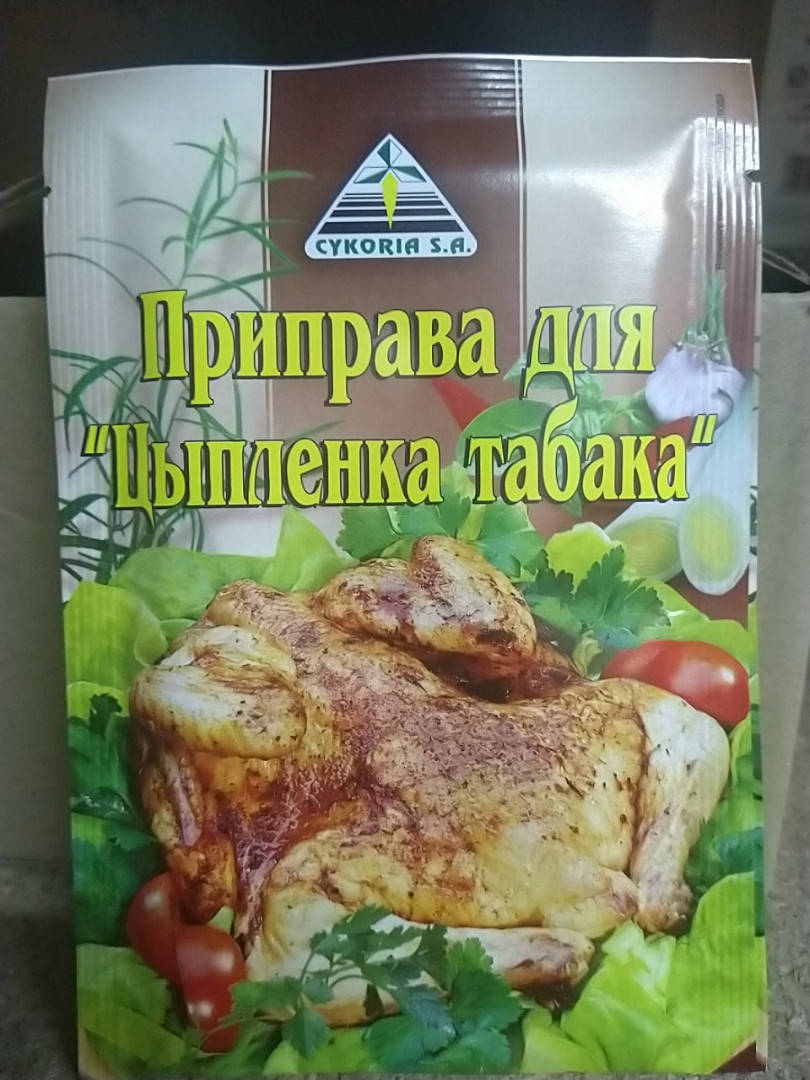 CYKORIA S.A.
Приправа для
"Цыпленка табака"